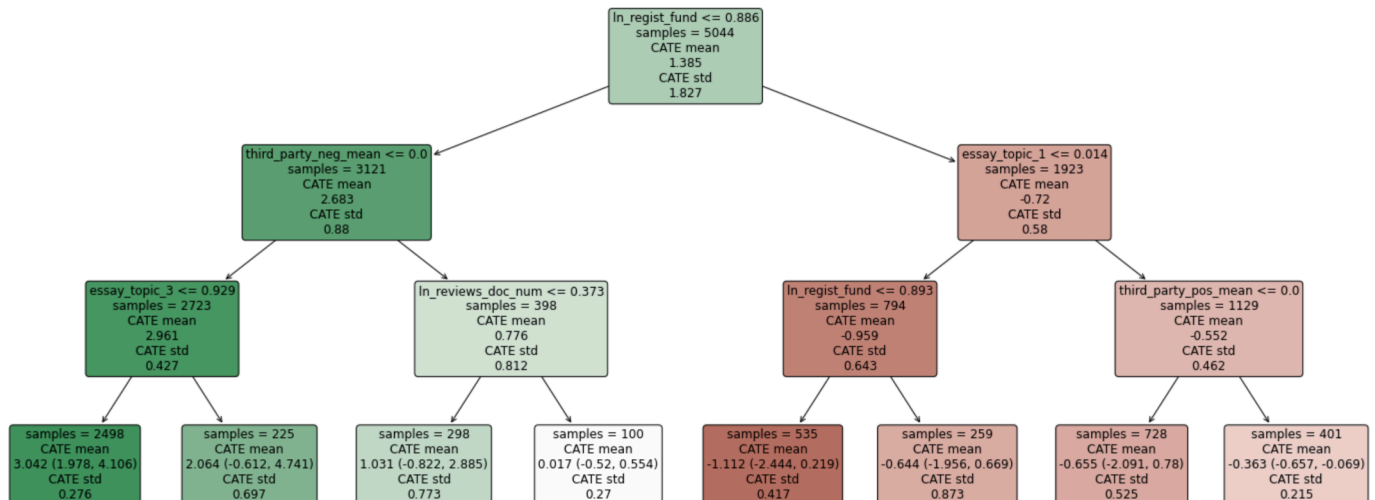 ln_regist_fund <= 0.886
samples = 5044
CATE mean
1.385
CATE std
1.827
third_party_neg_mean <= 0.0
samples = 3121
CATE mean
2.683
CATE std
0.88
essay_topic_1 <= 0.014
samples = 1923
CATE mean
-0.72
CATE std
0.58
essay_topic_3 <= 0.929
samples = 2723
CATE mean
2.961
CATE std
0.427
ln_reviews_doc_num <= 0.373
samples = 398
CATE mean
0.776
CATE std
0.812
ln_regist_fund <= 0.893
samples = 794
CATE mean
-0.959
CATE std
0.643
third_party_pos_mean <= 0.0
samples = 1129
CATE mean
-0.552
CATE std
0.462
samples = 2498
CATE mean
3.042 (1.978, 4.106)
CATE std
0.276
samples = 225
CATE mean
2.064 (-0.612, 4.741)
CATE std
0.697
samples = 298
CATE mean
1.031 (-0.822, 2.885)
CATE std
0.773
samples = 100
CATE mean
0.017 (-0.52, 0.554)
CATE std
0.27
samples = 535
CATE mean
-1.112 (-2.444, 0.219)
CATE std
0.417
samples = 259
CATE mean
-0.644 (-1.956, 0.669)
CATE std
0.873
samples = 728
CATE mean
-0.655 (-2.091, 0.78)
CATE std
0.525
samples = 401
CATE mean
-0.363 (-0.657, -0.069)
CATE std
0.215